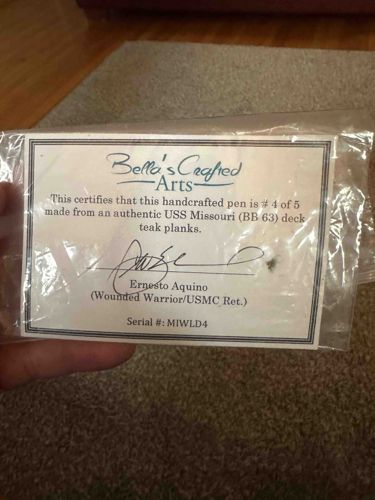 Bella's Crafted
Arts
This certifies that this handcrafted pen is # 4 of 5
made from an authentic USS Missouri (BB 63) deck
teak planks.
Ernesto Aquino
(Wounded Warrior/USMC Ret.)
Serial #: MIWLD4